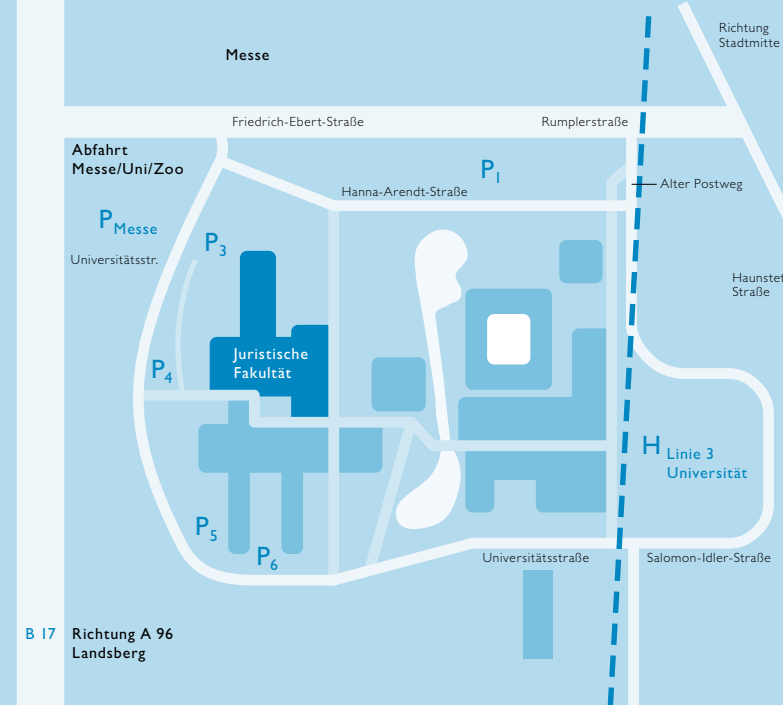 Richtung
Stadtmitte
Messe
Friedrich-Ebert-Straße
Rumplerstraße
Abfahrt
Messe/Uni/Zoo
P1
Hanna-Arendt-Straße
Alter Postweg
PMesse
P3
Universitätsstr.
Haunstet
Straße
Juristische
Fakultät
P4
H Linie 3
Universität
P5
P6
Universitätsstraße
Salomon-Idler-Straße
B 17
Richtung A 96
Landsberg